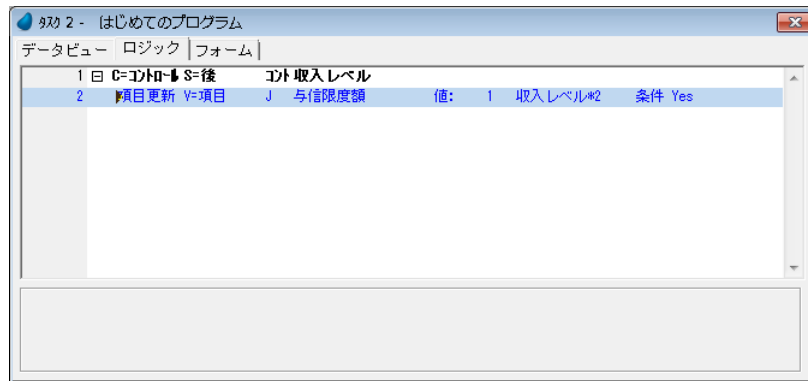 ﾀｽｸ 2 - はじめてのプログラム
データビュー ロジック フォーム
1 C=ｺﾝﾄﾛｰﾙ S=後 ｺﾝﾄ 収入レベル
2 項目更新 V=項目 J 与信限度額 値: 1 収入レベル*2 条件 Yes